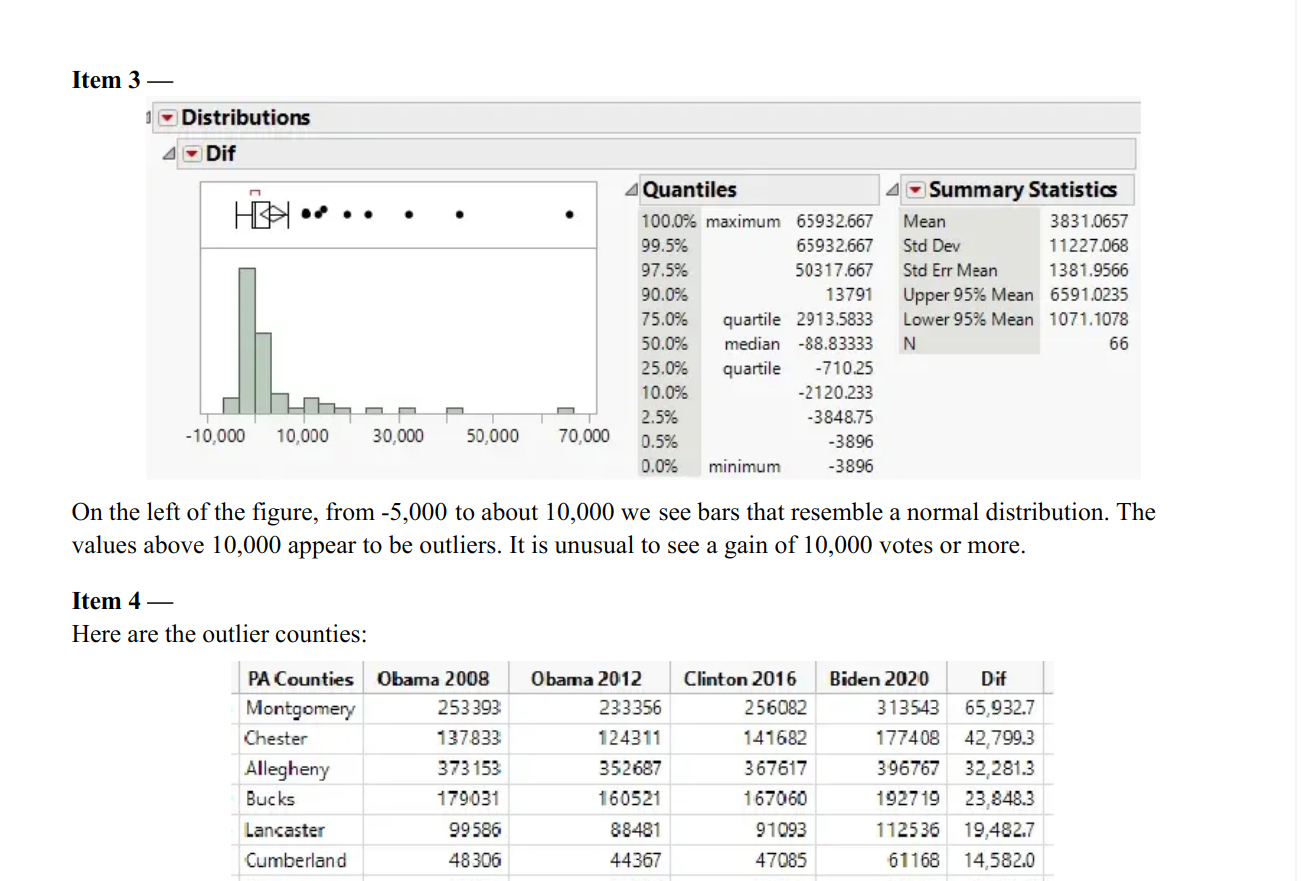 Item 3 —
Distributions
Dif
Quantiles
100.0% maximum 65932.667
99.5% 65932.667
97.5% 50317.667
90.0% 13791
75.0% quartile 2913.5833
50.0% median -88.83333
25.0% quartile -710.25
10.0% -2120.233
2.5% -3848.75
0.5% -3896
0.0% minimum -3896
Summary Statistics
Mean 3831.0657
Std Dev 11227.068
Std Err Mean 1381.9566
Upper 95% Mean 6591.0235
Lower 95% Mean 1071.1078
N 66
-10,000 10,000 30,000 50,000 70,000
On the left of the figure, from -5,000 to about 10,000 we see bars that resemble a normal distribution. The
values above 10,000 appear to be outliers. It is unusual to see a gain of 10,000 votes or more.
Item 4 —
Here are the outlier counties:
PA Counties Obama 2008 Obama 2012 Clinton 2016 Biden 2020 Dif
Montgomery 253393 233356 256082 313543 65,932.7
Chester 137833 124311 141682 177408 42,799.3
Allegheny 373153 352687 367617 396767 32,281.3
Bucks 179031 160521 167060 192719 23,848.3
Lancaster 99586 88481 91093 112536 19,482.7
Cumberland 48306 44367 47085 61168 14,582.0